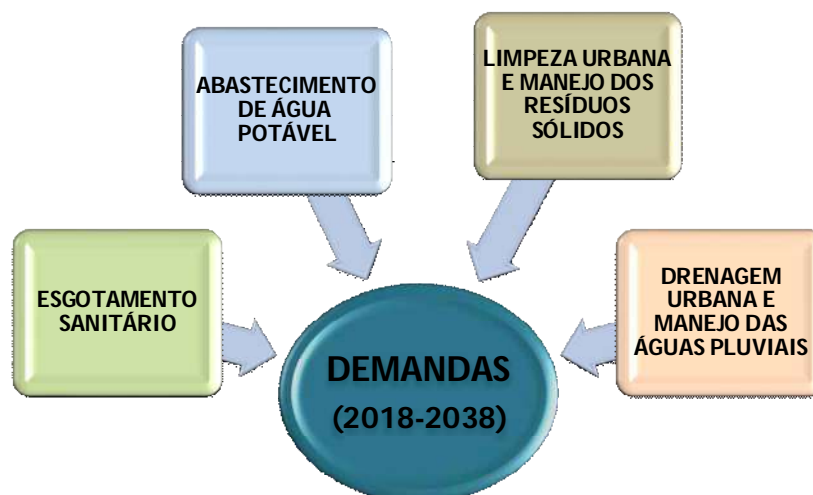 ABASTECIMENTO
DE ÁGUA
POTÁVEL
LIMPEZA URBANA
E MANEJO DOS
RESÍDUOS
SÓLIDOS
ESGOTAMENTO
SANITÁRIO
DRENAGEM
URBANA E
MANEJO DAS
ÁGUAS PLUVIAIS
DEMANDAS
(2018-2038)